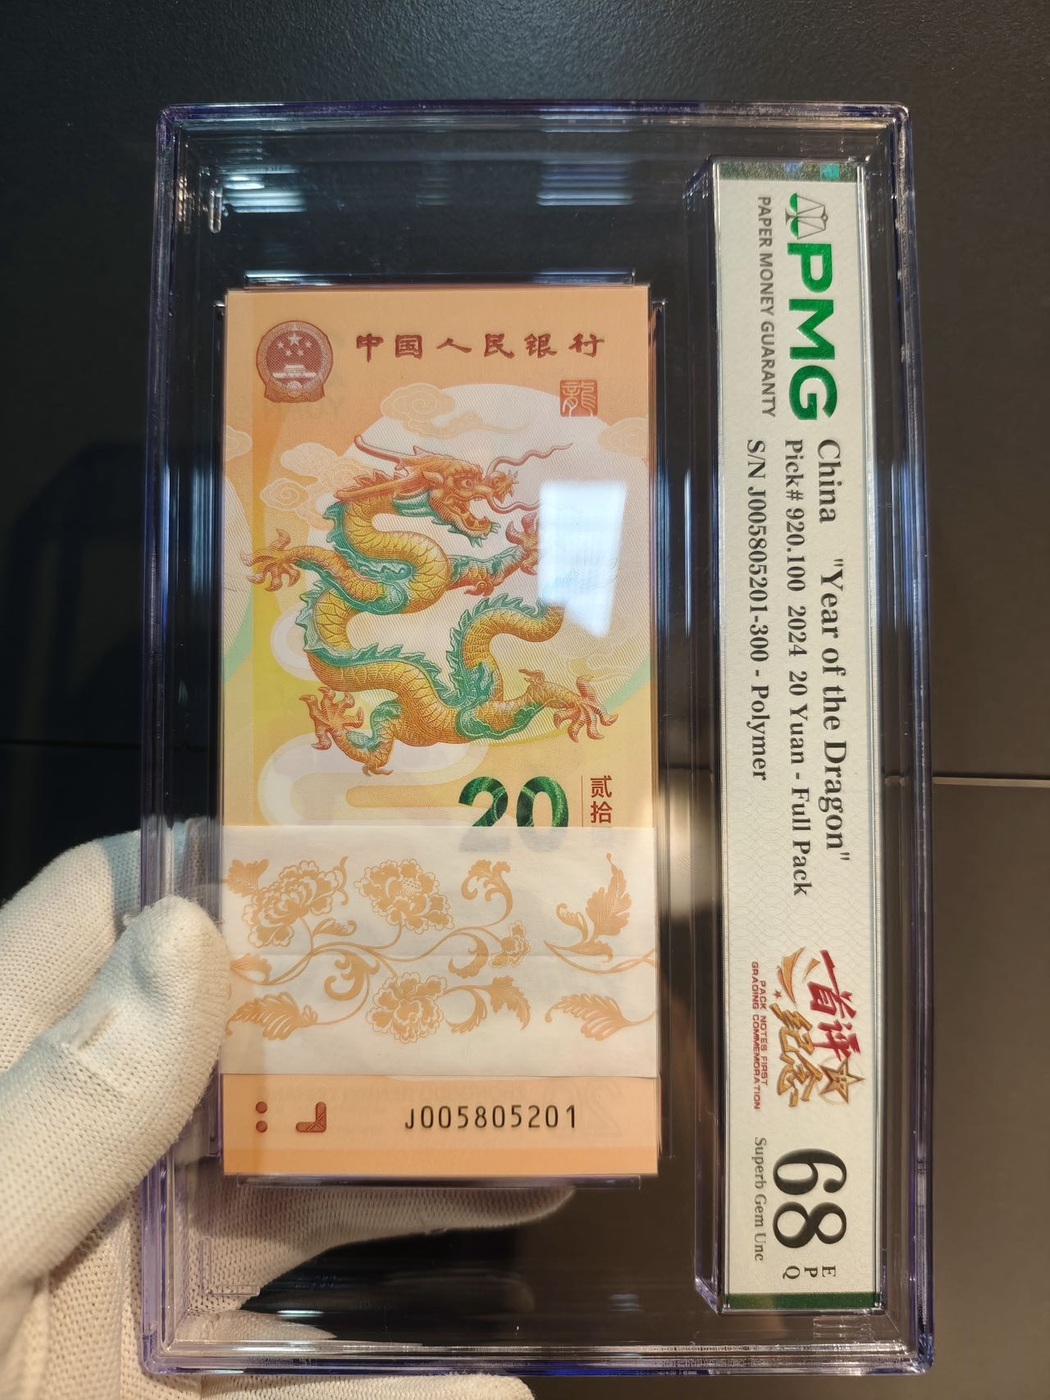 中国人民银行
龍
20
贰拾
J005805201
PMG
PAPER MONEY GUARANTY
China "Year of the Dragon"
Pick# 920.100 2024 20 Yuan - Full Pack
S/N J005805201-300 - Polymer
首评
纪念
PACK NOTES FIRST
GRADING COMMEMORATION
68
EPQ
Superb Gem Unc